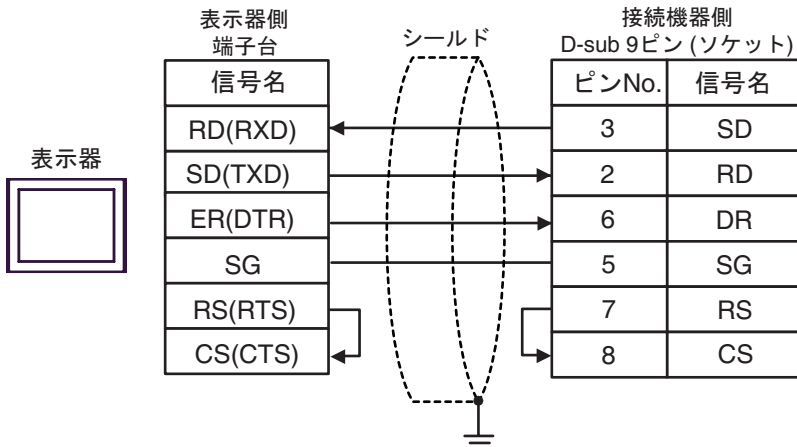 表示器側
端子台
シールド
接続機器側
D-sub 9ピン (ソケット)
信号名
ピンNo. 信号名
RD(RXD) 3 SD
表示器
SD(TXD) 2 RD
ER(DTR) 6 DR
SG 5 SG
RS(RTS) 7 RS
CS(CTS) 8 CS